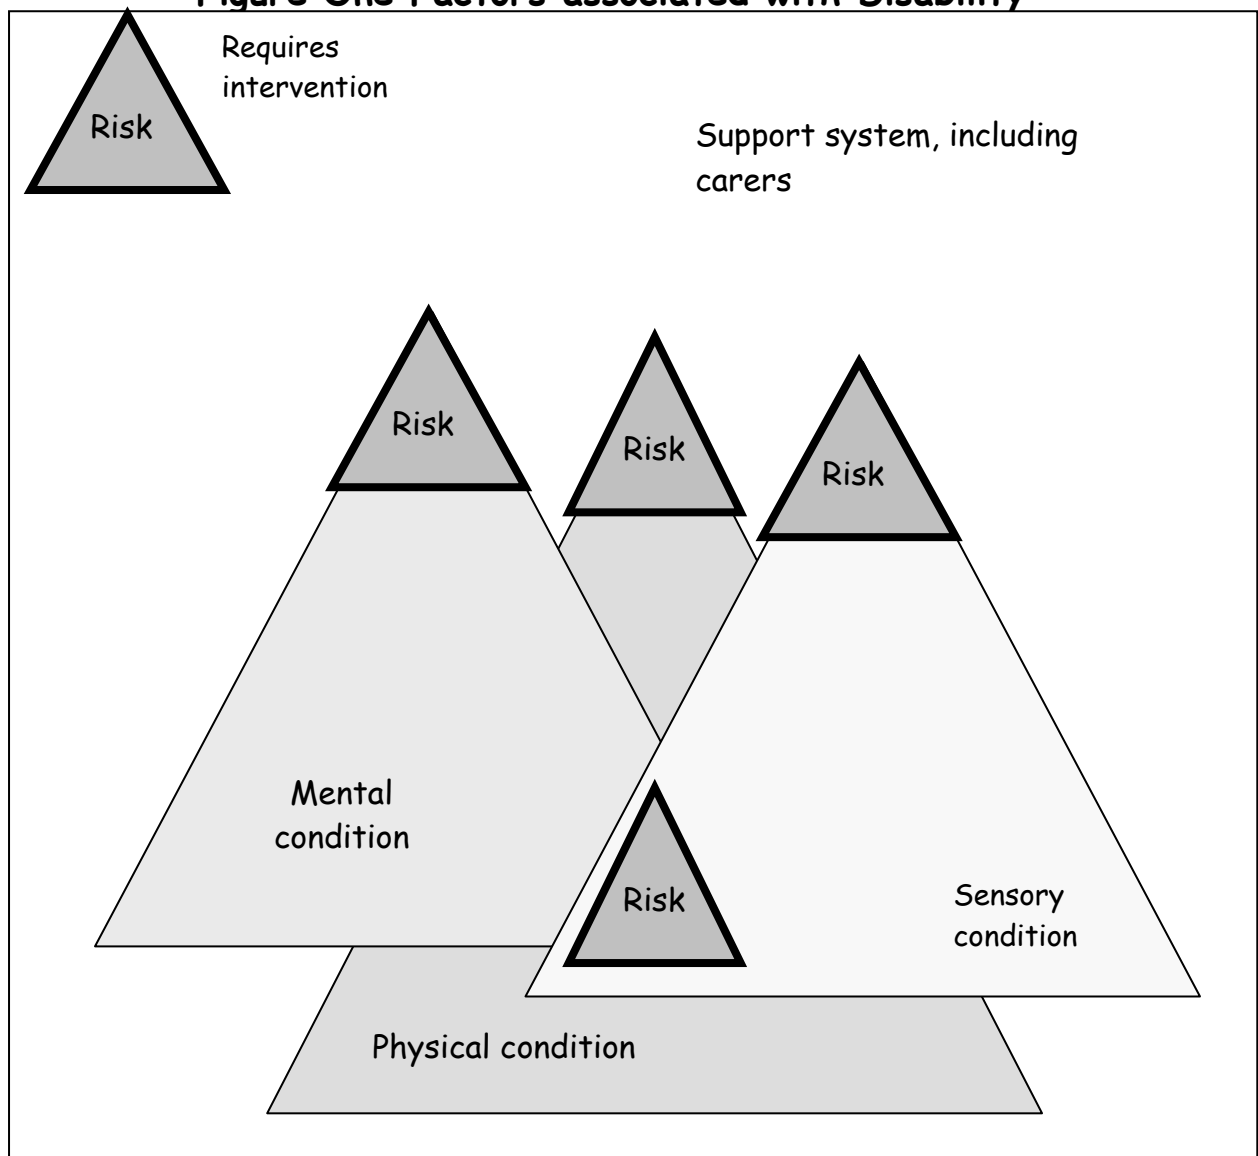 Figure One Factors associated with Disability
Requires
intervention
Risk
Support system, including
carers
Risk
Risk
Risk
Mental
condition
Risk
Sensory
condition
Physical condition